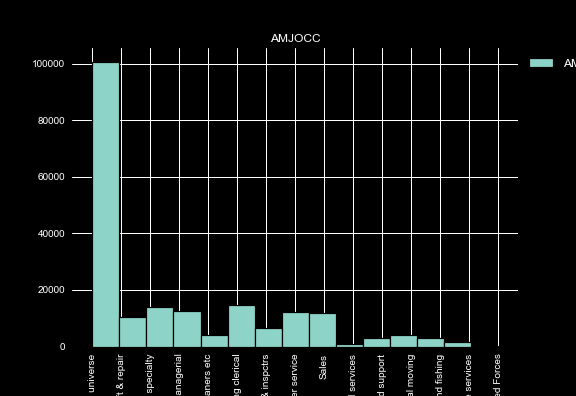 AMJOCC
AM
100000
80000
60000
40000
20000
0
universe
ft & repair
specialty
anagerial
aners etc
g clerical
& inspctrs
er service
Sales
services
d support
al moving
nd fishing
services
ed Forces